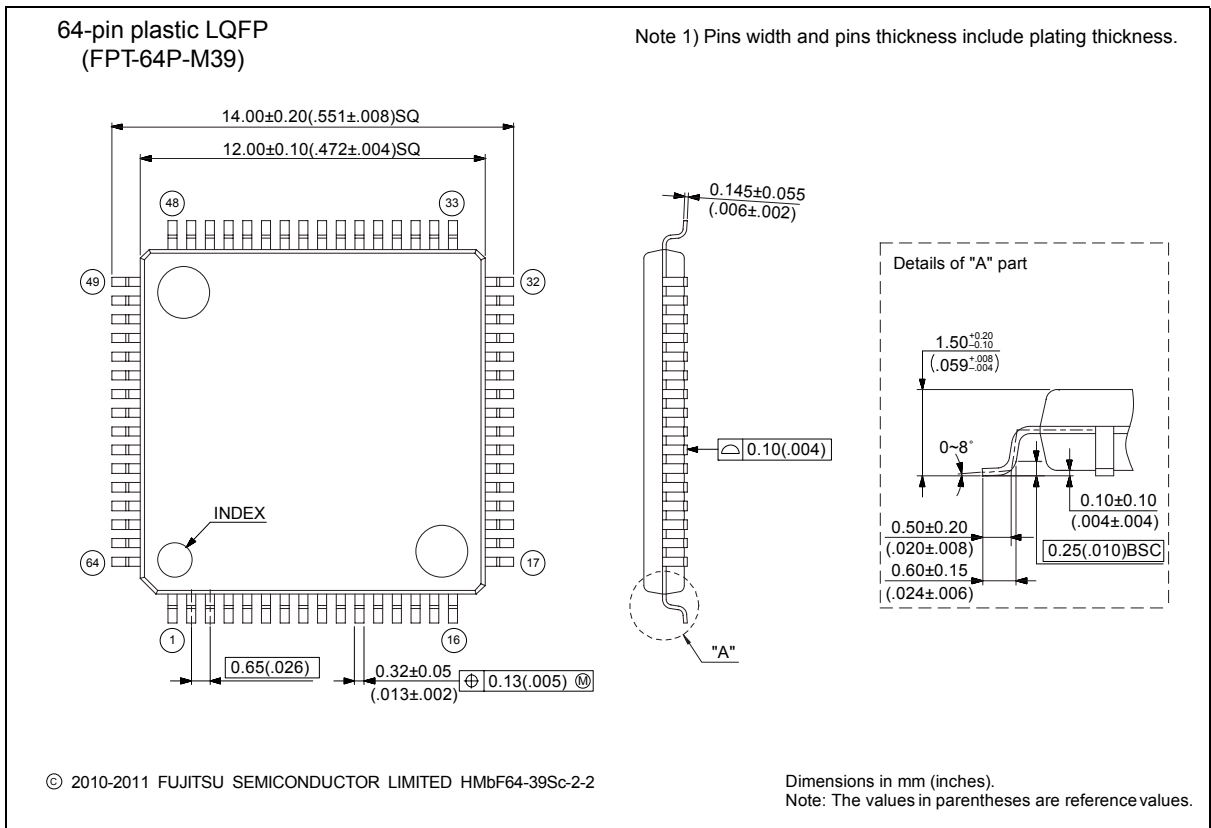 64-pin plastic LQFP
(FPT-64P-M39)
Note 1) Pins width and pins thickness include plating thickness.
14.00±0.20(.551±.008)SQ
12.00±0.10(.472±.004)SQ
48
33
49
32
INDEX
64
17
1
16
0.65(.026)
0.32±0.05
(.013±.002)
⌖ 0.13(.005) Ⓜ
0.145±0.055
(.006±.002)
⌓ 0.10(.004)
"A"
Details of "A" part
1.50 +0.20 –0.10
(.059 +.008 –.004)
0~8°
0.50±0.20
(.020±.008)
0.60±0.15
(.024±.006)
0.10±0.10
(.004±.004)
0.25(.010)BSC
© 2010-2011 FUJITSU SEMICONDUCTOR LIMITED HMbF64-39Sc-2-2
Dimensions in mm (inches).
Note: The values in parentheses are reference values.